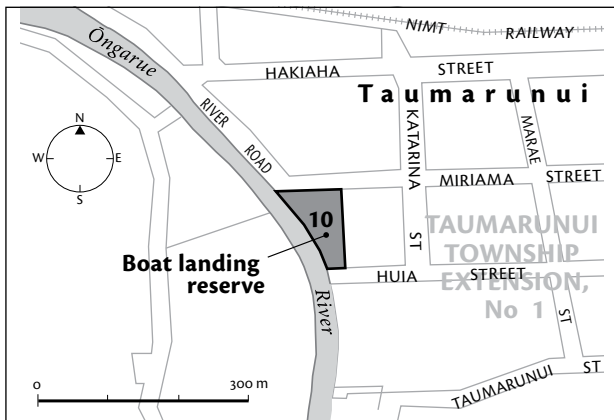 NIMT RAILWAY
Ōngarue
HAKIAHA STREET
Taumarunui
RIVER ROAD
KATARINA ST
MARAE ST
MIRIAMA STREET
N
W E
S
10
TAUMARUNUI
TOWNSHIP
EXTENSION,
No 1
Boat landing
reserve
HUIA STREET
River
0 300 m
TAUMARUNUI ST